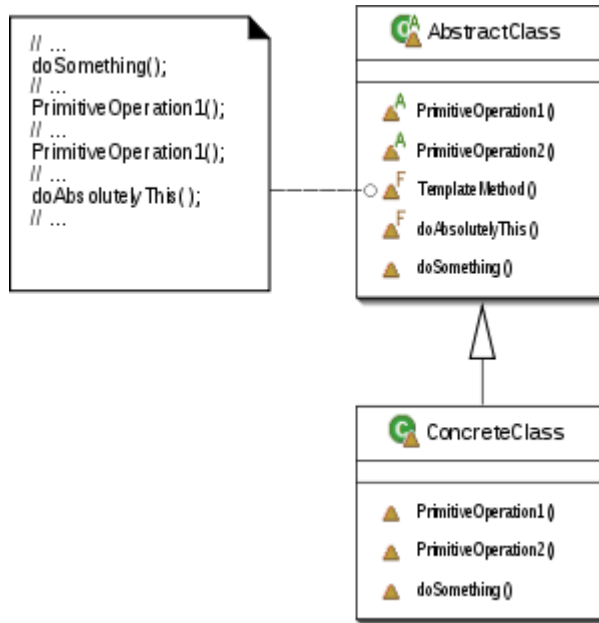 // ...
doSomething();
// ...
PrimitiveOperation1();
// ...
PrimitiveOperation1();
// ...
doAbsolutelyThis();
// ...
C A AbstractClass
A PrimitiveOperation1()
A PrimitiveOperation2()
F TemplateMethod()
F doAbsolutelyThis()
doSomething()
C ConcreteClass
PrimitiveOperation1()
PrimitiveOperation2()
doSomething()